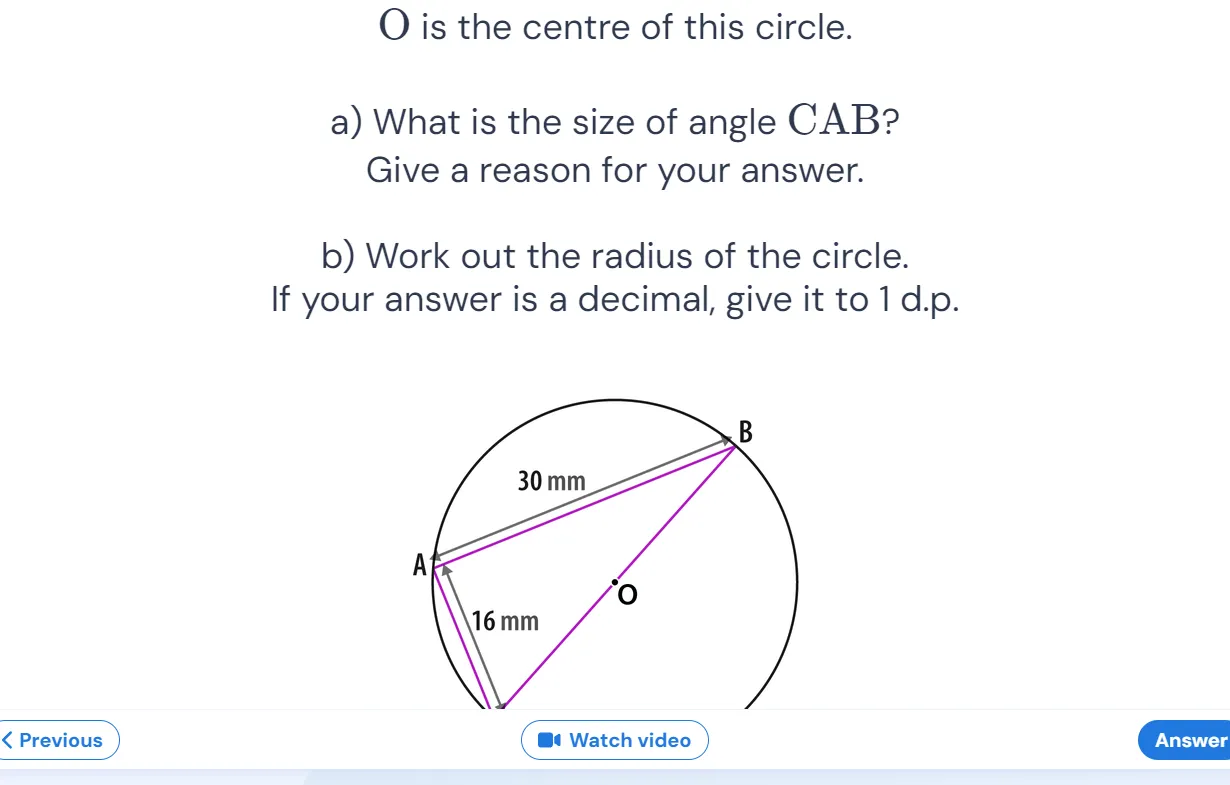 O is the centre of this circle.
a) What is the size of angle CAB?
Give a reason for your answer.
b) Work out the radius of the circle.
If your answer is a decimal, give it to 1 d.p.
B
30 mm
A
O
16 mm
Previous
Watch video
Answer